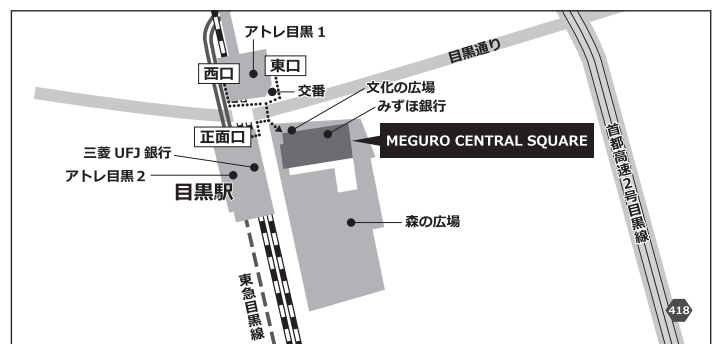 アトレ目黒1
東口
西口
交番
目黒通り
文化の広場
みずほ銀行
正面口
MEGURO CENTRAL SQUARE
三菱UFJ銀行
アトレ目黒2
目黒駅
森の広場
首都高速2号目黒線
東急目黒線
418